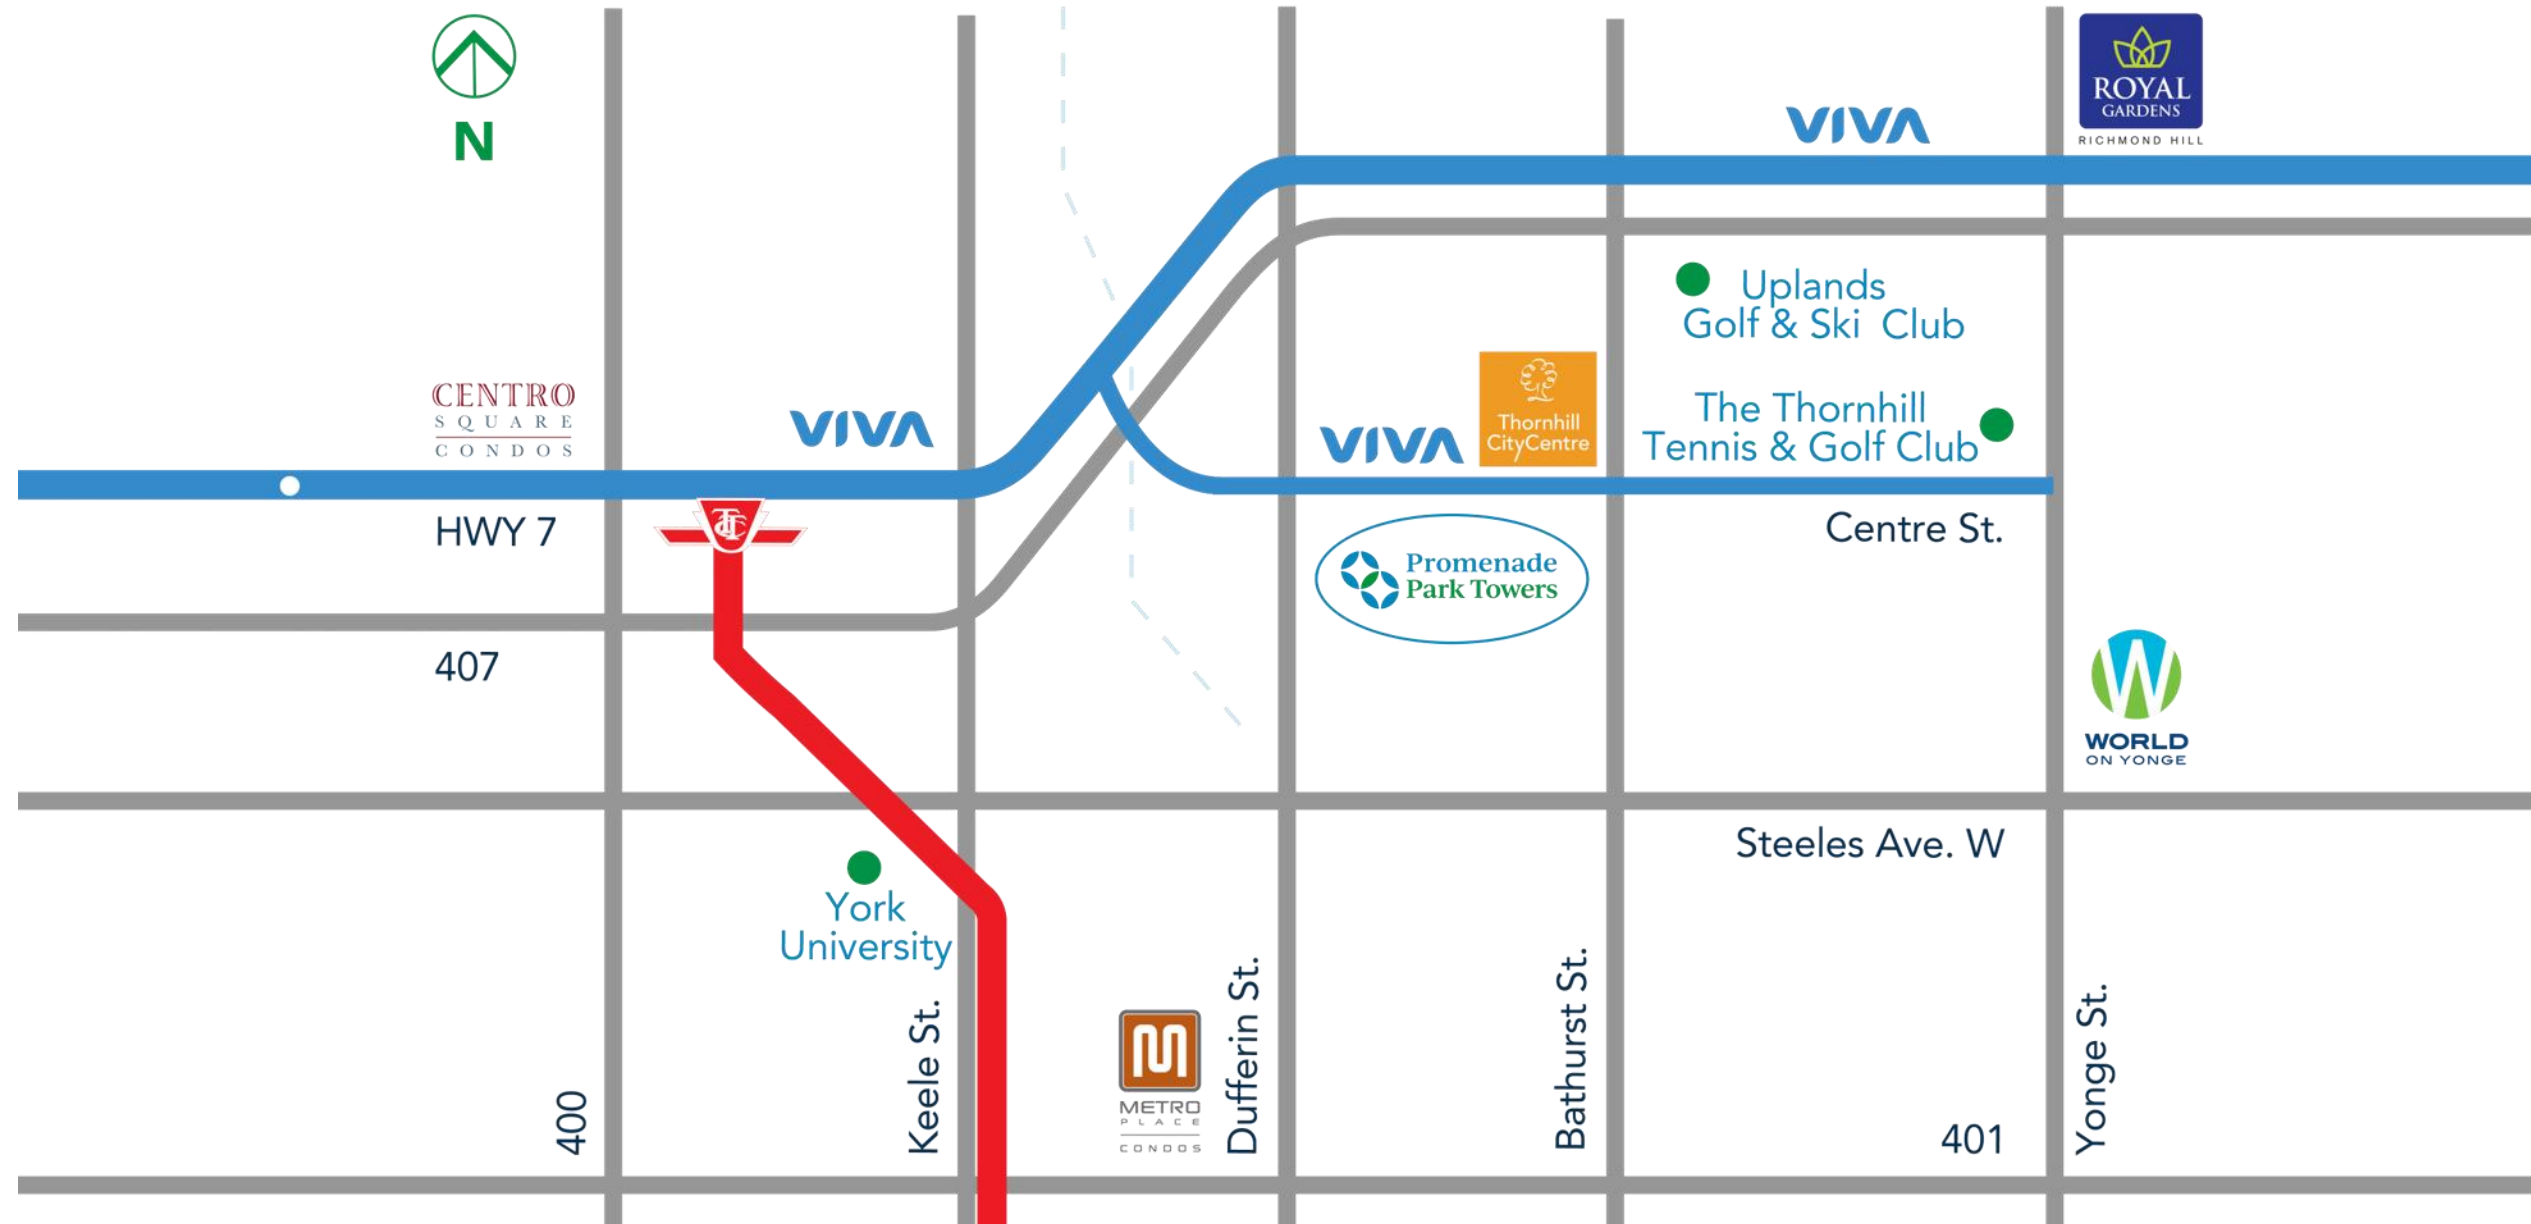 N
VIVA
ROYAL
GARDENS
RICHMOND HILL
Uplands
Golf & Ski Club
CENTRO
SQUARE
CONDOS
VIVA
VIVA
Thornhill
CityCentre
The Thornhill
Tennis & Golf Club
HWY 7
TTC
Centre St.
Promenade
Park Towers
407
WORLD
ON YONGE
Steeles Ave. W
York
University
400
Keele St.
METRO
PLACE
CONDOS
Dufferin St.
Bathurst St.
401
Yonge St.